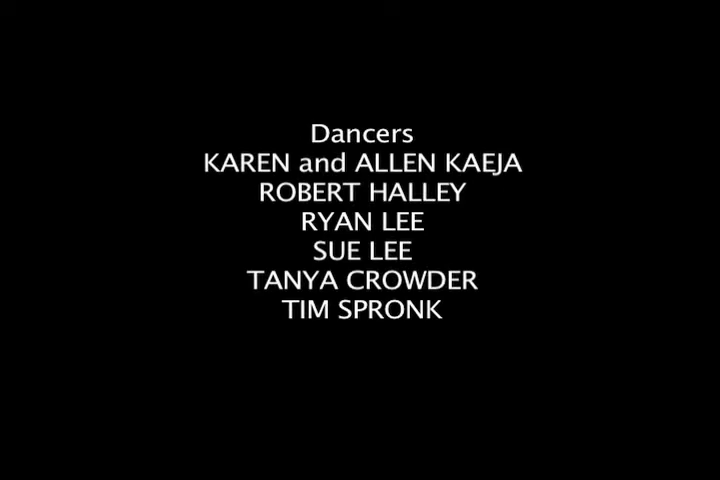 Dancers
KAREN and ALLEN KAEJA
ROBERT HALLEY
RYAN LEE
SUE LEE
TANYA CROWDER
TIM SPRONK